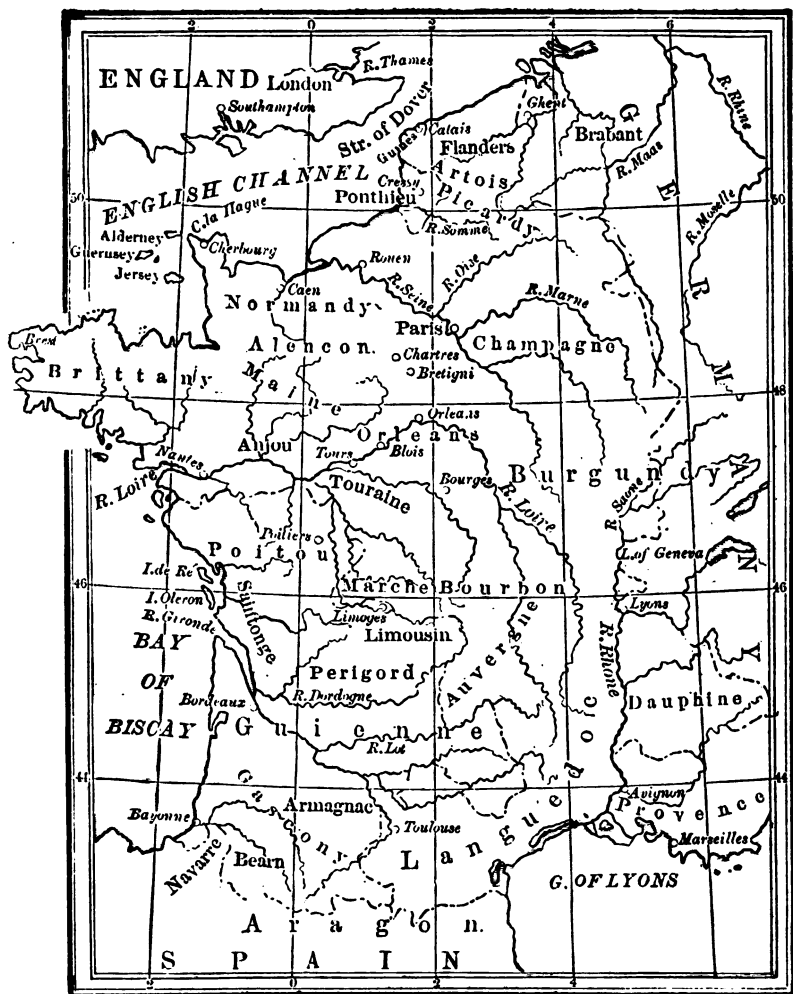 2 0 2 4 6
ENGLAND
London
R. Thames
Southampton
Str. of Dover
Calais
Guines
Ghent
Flanders
Brabant
R. Rhine
R. Maas
GERMANY
ENGLISH CHANNEL
Cressy
Artois
Ponthieu
Picardy
50
50
R. Somme
R. Moselle
C. la Hague
Alderney
Guernsey
Jersey
Cherbourg
Rouen
R. Oise
Caen
R. Seine
R. Marne
Normandy
Paris
Champagne
Alencon.
Chartres
Bretigni
Brest
Brittany
Maine
48
Orleans
Orleans
Anjou
Tours
Blois
Nantes
R. Loire
Touraine
Bourges
R. Loire
Burgundy
R. Saone
Poitiers
Poitou
L. of Geneva
I. de Ré
46
46
Marche
Bourbon
I. Oleron
Saintonge
Limoges
Lyons
R. Gironde
Limousin
BAY
OF
BISCAY
Perigord
Auvergne
R. Rhone
Bordeaux
R. Dordogne
Dauphine
Guienne
R. Lot
44
44
Languedoc
Gascony
Armagnac
Avignon
Provence
Bayonne
Toulouse
Marseilles
Navarre
Bearn
G. OF LYONS
Aragon.
SPAIN
2 0 2 4 6